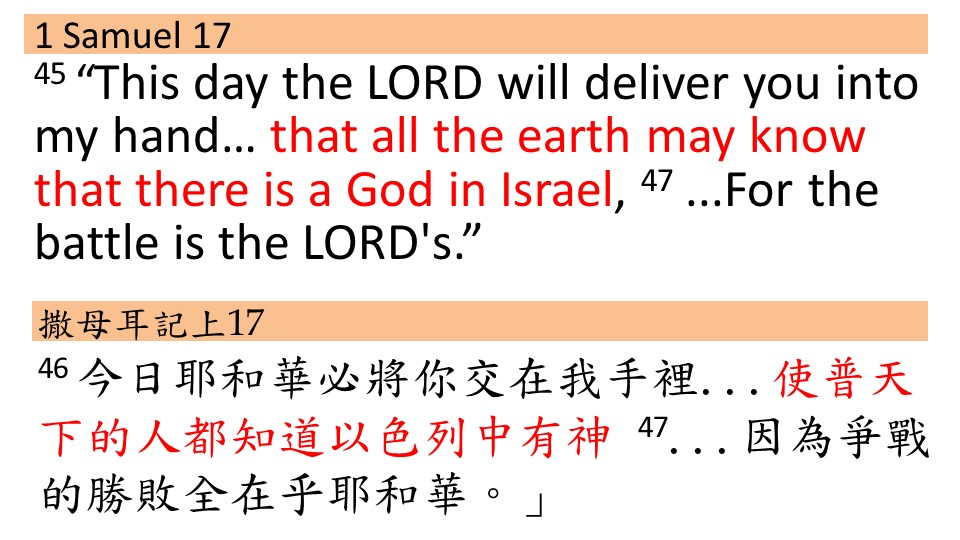 1 Samuel 17
45 “This day the LORD will deliver you into
my hand… that all the earth may know
that there is a God in Israel, 47 ...For the
battle is the LORD's.”
撒母耳記上17
46 今日耶和華必將你交在我手裡...使普天
下的人都知道以色列中有神 47...因為爭戰
的勝敗全在乎耶和華。」